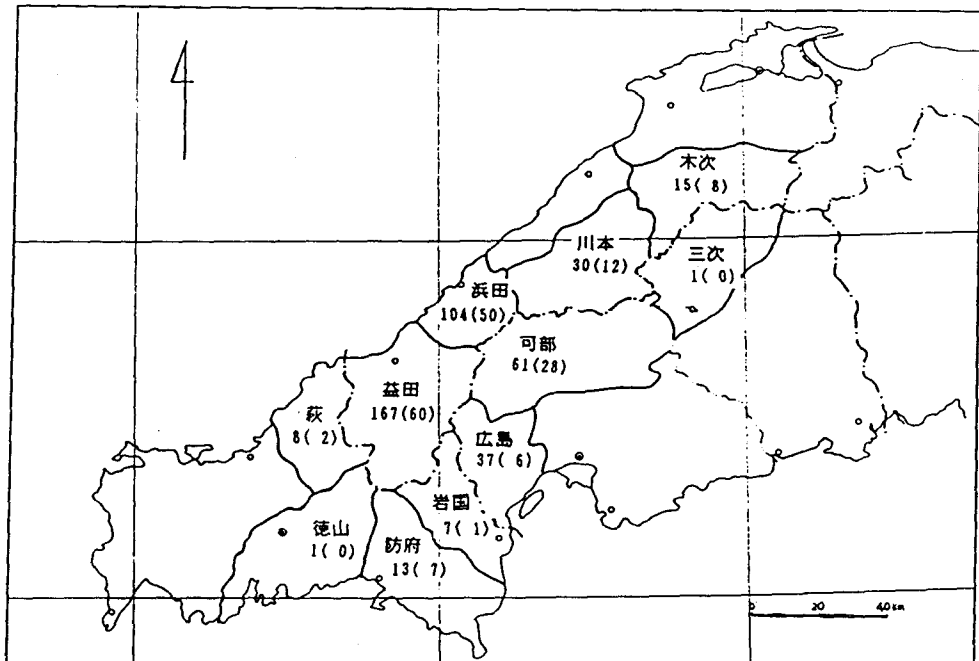 木次
15( 8)
川本
30(12)
三次
1( 0)
浜田
104(50)
可部
61(28)
益田
167(60)
萩
8( 2)
広島
37( 6)
岩国
7( 1)
徳山
1( 0)
防府
13( 7)
0 20 40km